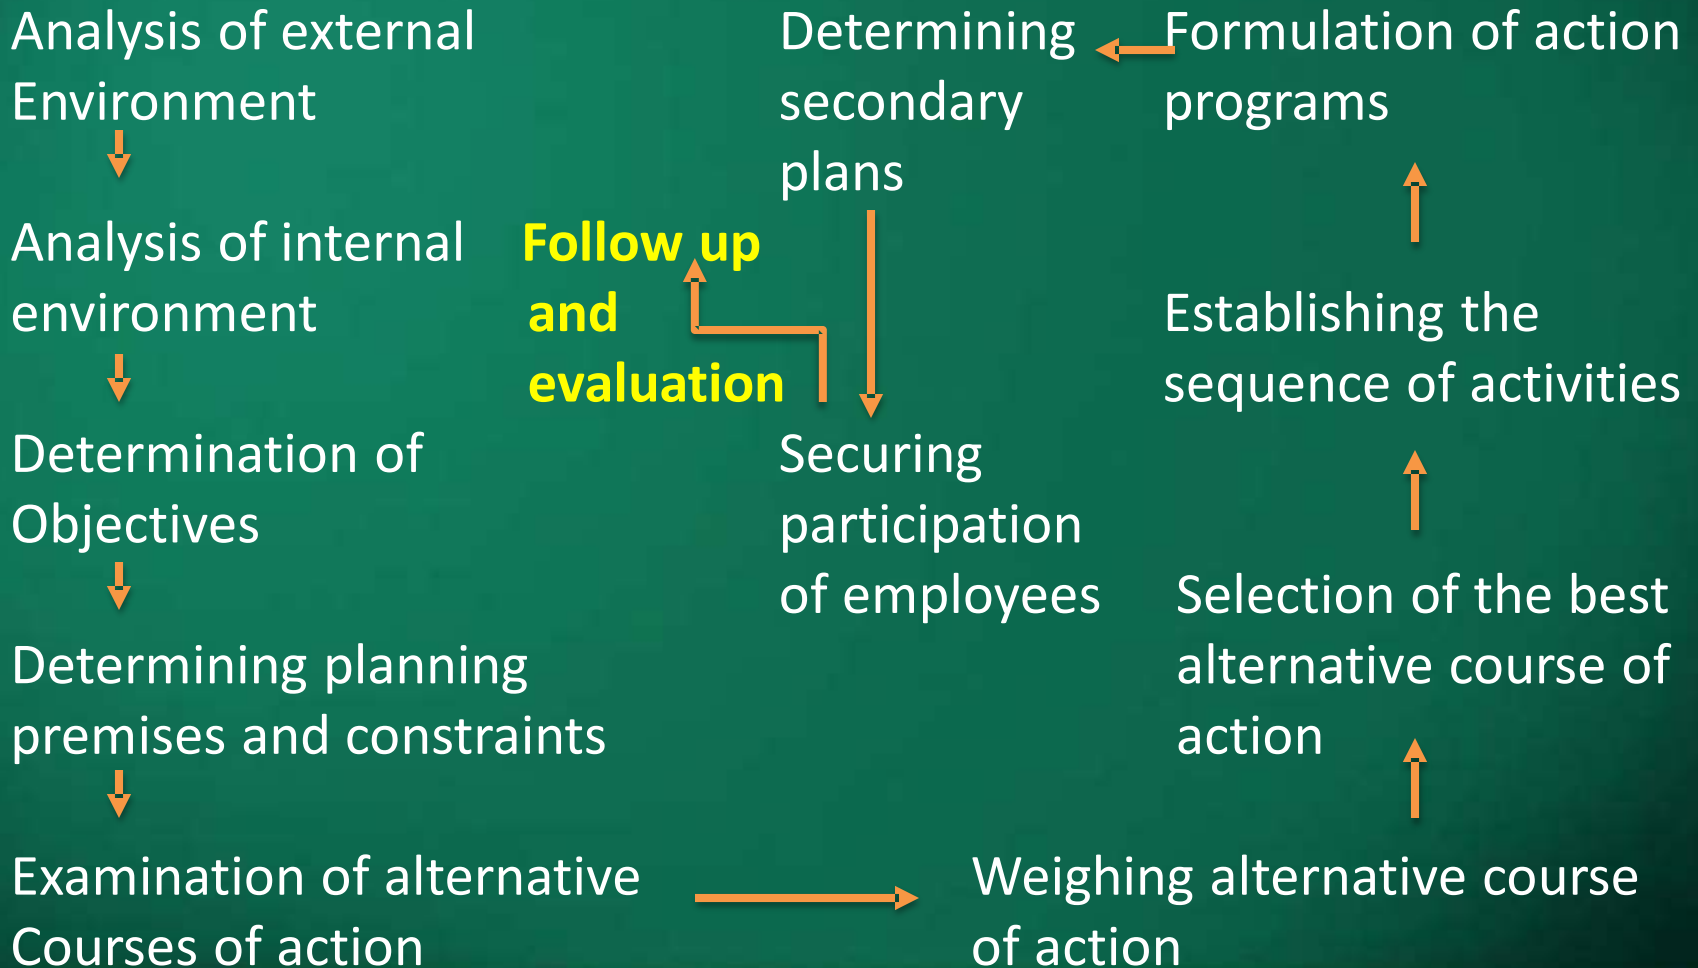 Analysis of external
Environment
Analysis of internal
environment
Determination of
Objectives
Determining planning
premises and constraints
Examination of alternative
Courses of action
Weighing alternative course
of action
Selection of the best
alternative course of
action
Establishing the
sequence of activities
Formulation of action
programs
Determining
secondary
plans
Securing
participation
of employees
Follow up
and
evaluation